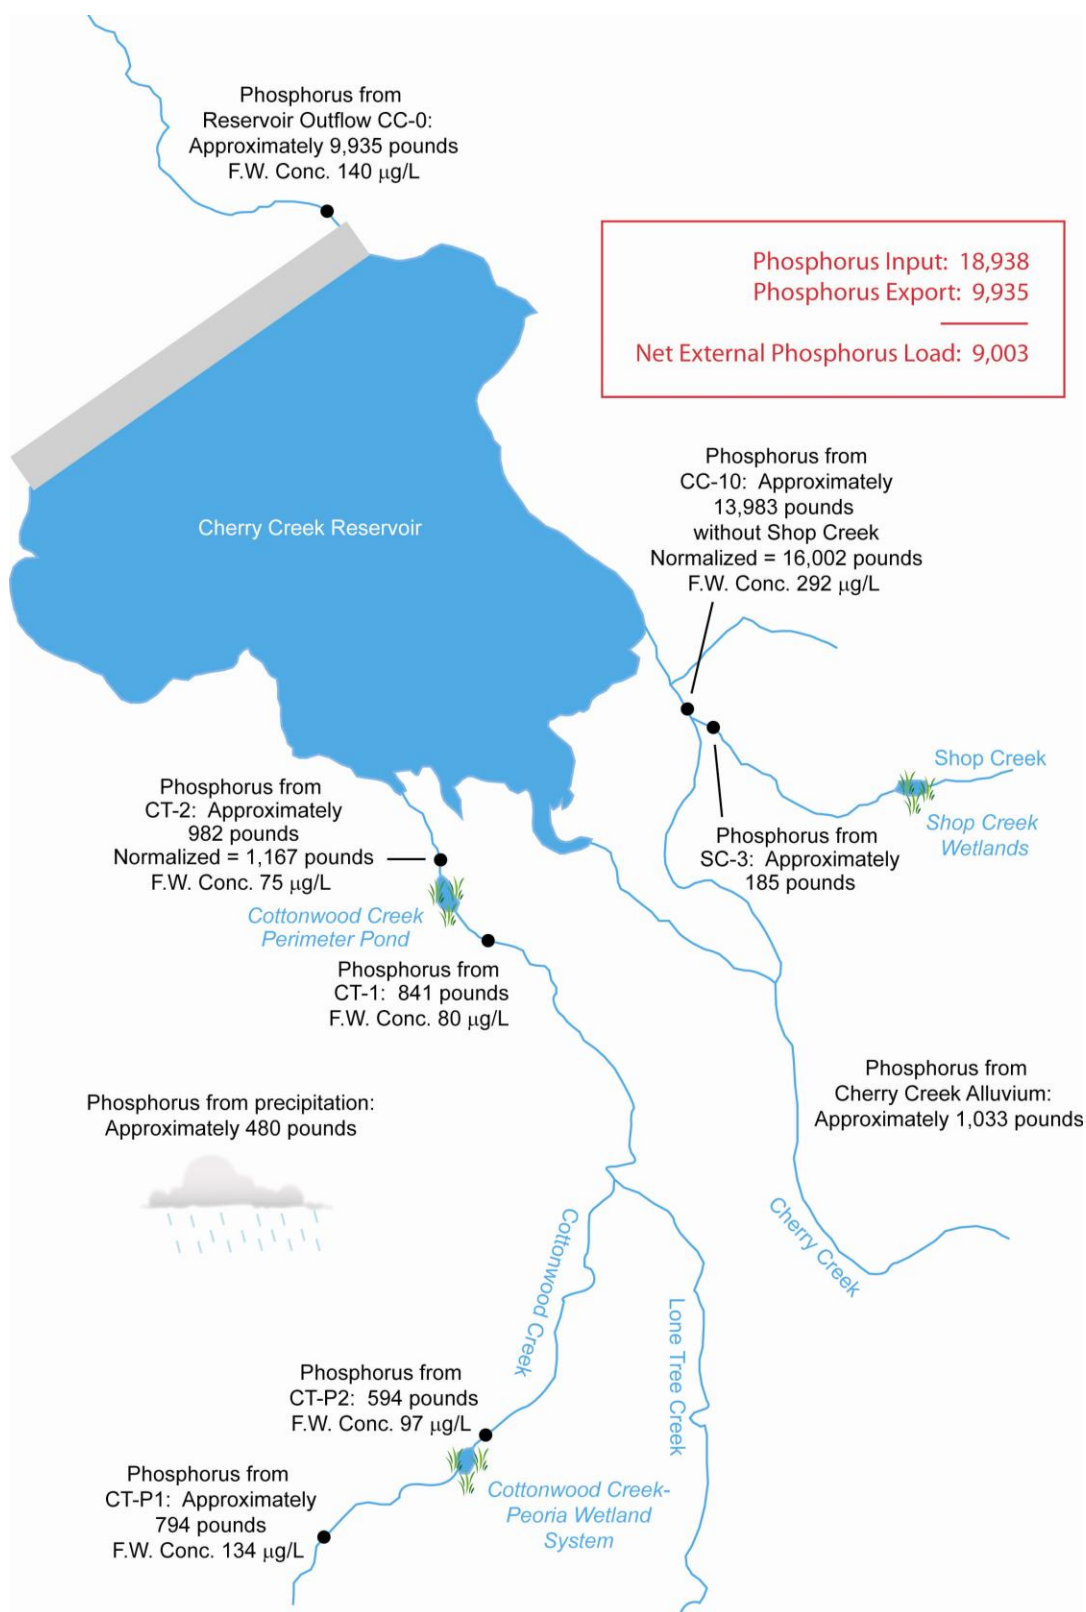 Phosphorus from
Reservoir Outflow CC-0:
Approximately 9,935 pounds
F.W. Conc. 140 µg/L
Phosphorus Input: 18,938
Phosphorus Export: 9,935
Net External Phosphorus Load: 9,003
Phosphorus from
CC-10: Approximately
13,983 pounds
without Shop Creek
Normalized = 16,002 pounds
F.W. Conc. 292 µg/L
Cherry Creek Reservoir
Shop Creek
Shop Creek
Wetlands
Phosphorus from
SC-3: Approximately
185 pounds
Phosphorus from
CT-2: Approximately
982 pounds
Normalized = 1,167 pounds
F.W. Conc. 75 µg/L
Cottonwood Creek
Perimeter Pond
Phosphorus from
CT-1: 841 pounds
F.W. Conc. 80 µg/L
Phosphorus from
Cherry Creek Alluvium:
Approximately 1,033 pounds
Phosphorus from precipitation:
Approximately 480 pounds
Cherry Creek
Cottonwood Creek
Lone Tree Creek
Phosphorus from
CT-P2: 594 pounds
F.W. Conc. 97 µg/L
Phosphorus from
CT-P1: Approximately
794 pounds
F.W. Conc. 134 µg/L
Cottonwood Creek-
Peoria Wetland
System